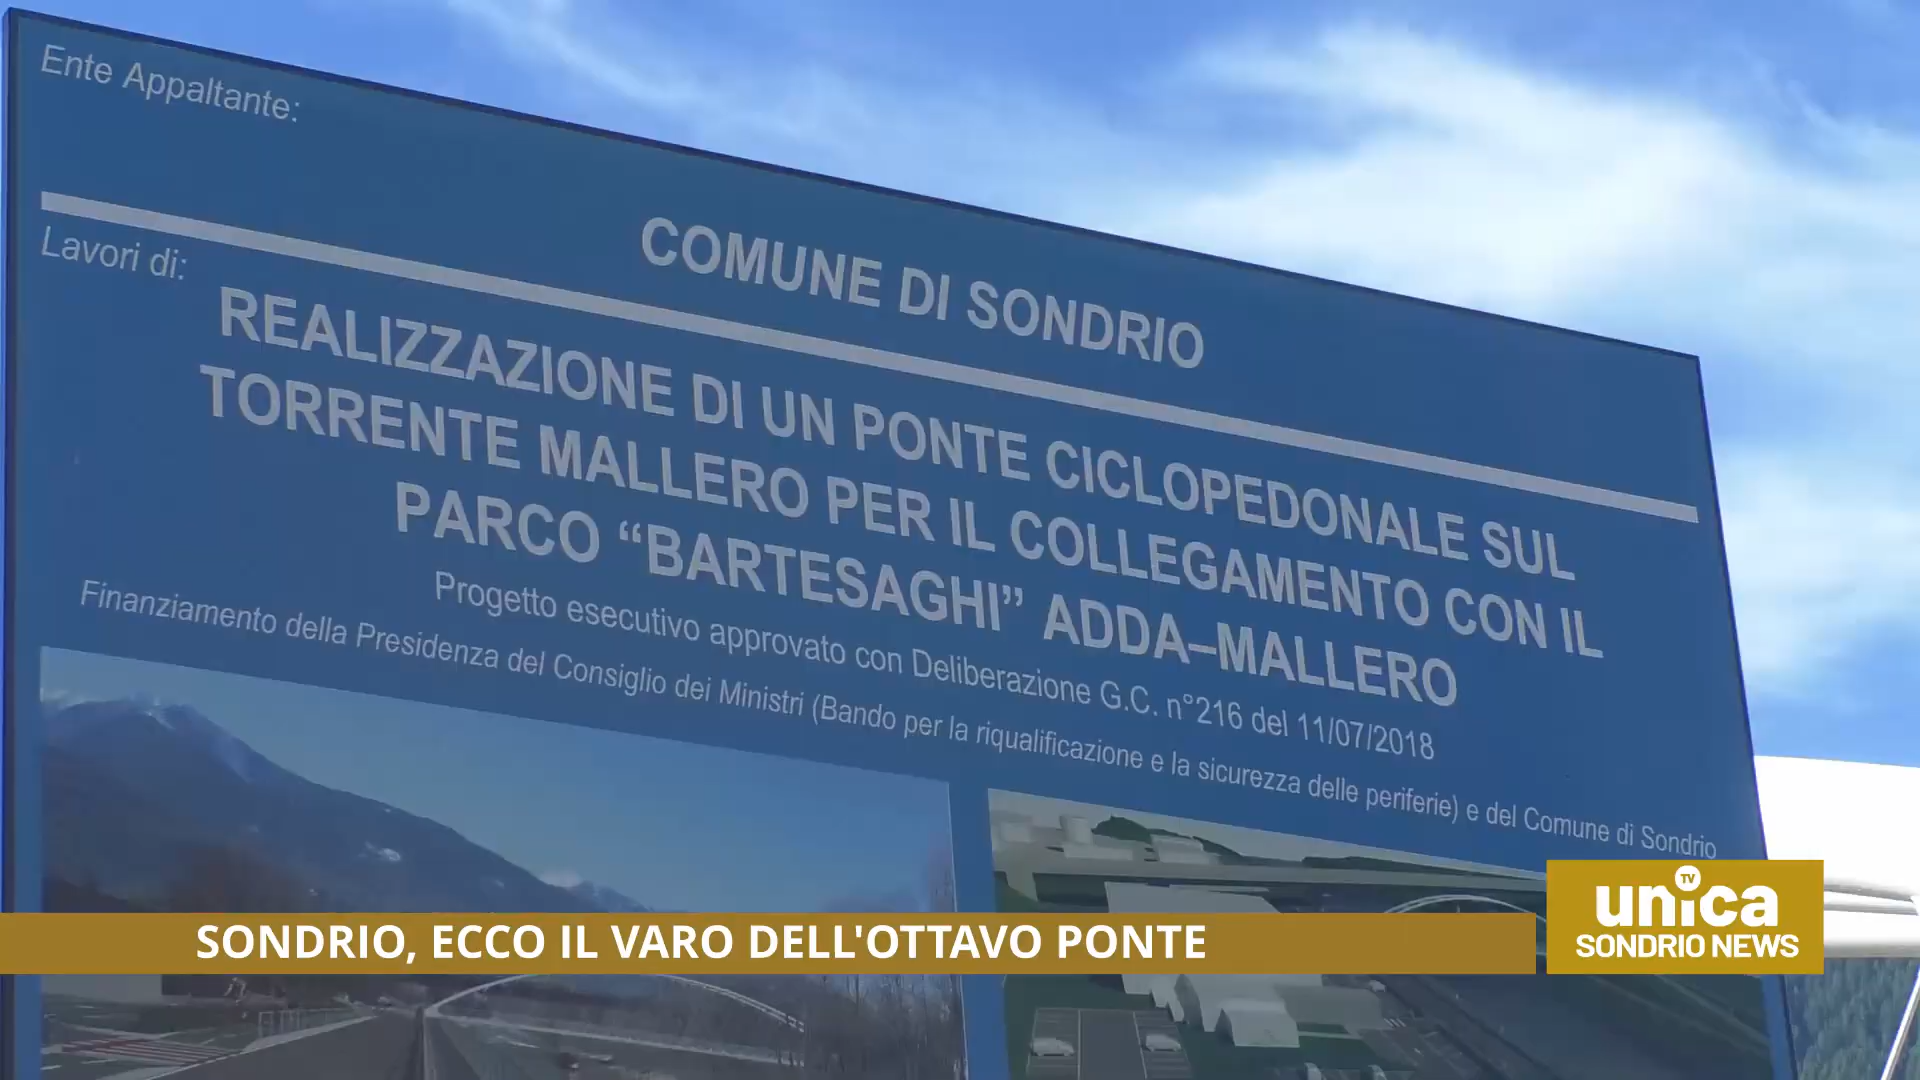 Ente Appaltante:
COMUNE DI SONDRIO
Lavori di:
REALIZZAZIONE DI UN PONTE CICLOPEDONALE SUL
TORRENTE MALLERO PER IL COLLEGAMENTO CON IL
PARCO “BARTESAGHI” ADDA–MALLERO
Progetto esecutivo approvato con Deliberazione G.C. n°216 del 11/07/2018
Finanziamento della Presidenza del Consiglio dei Ministri (Bando per la riqualificazione e la sicurezza delle periferie) e del Comune di Sondrio
SONDRIO, ECCO IL VARO DELL'OTTAVO PONTE
TV
unica
SONDRIO NEWS